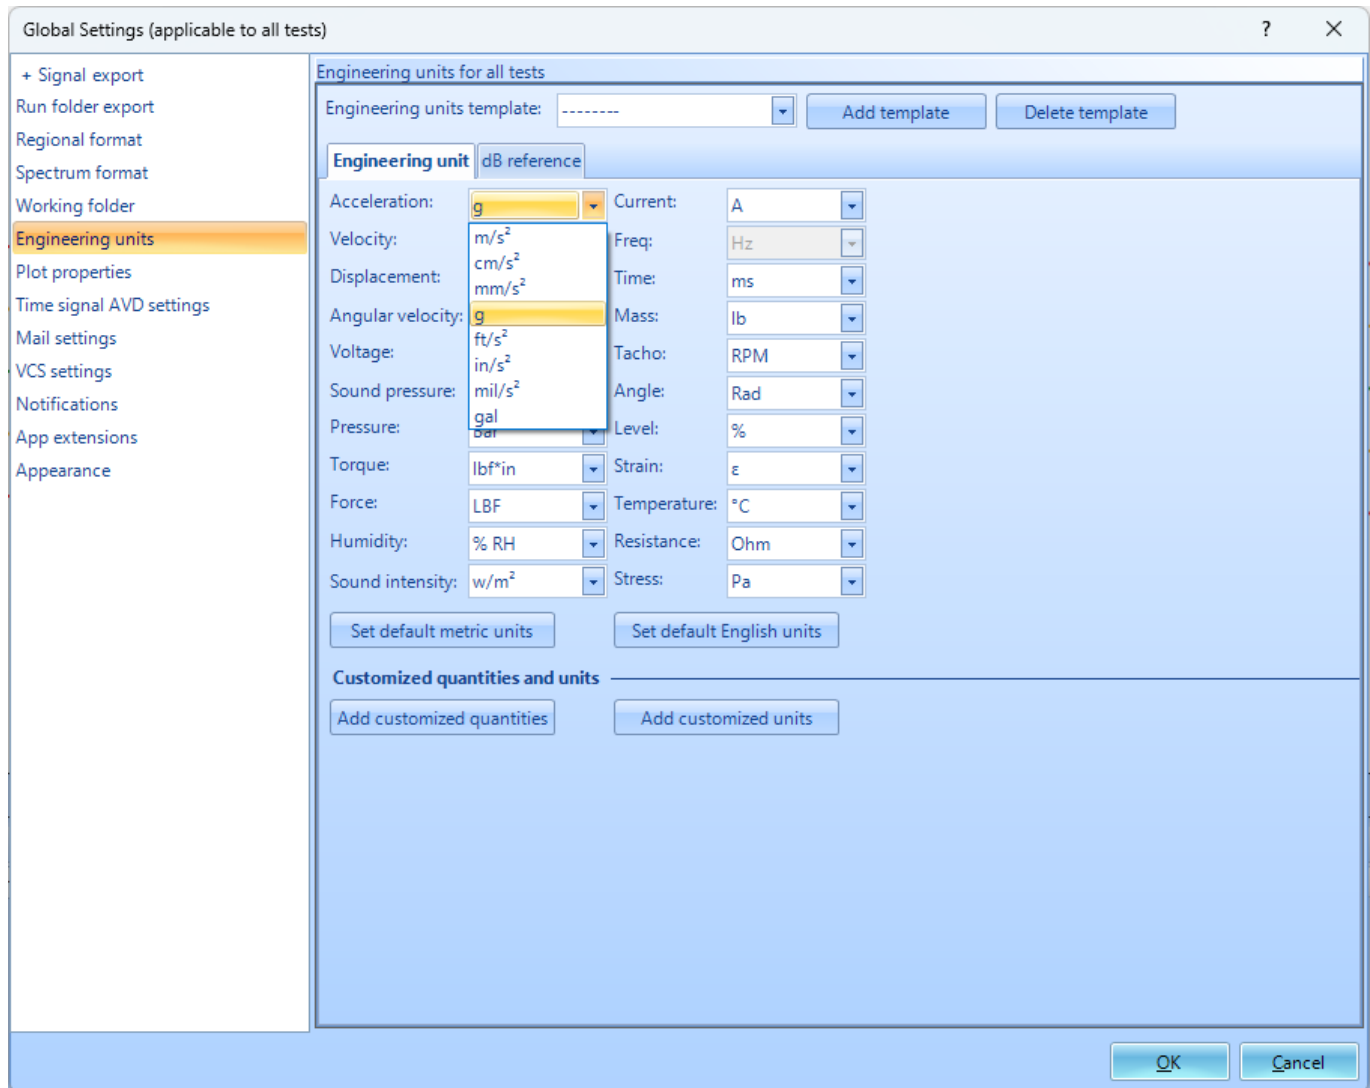 Global Settings (applicable to all tests)
?
+ Signal export
Run folder export
Regional format
Spectrum format
Working folder
Engineering units
Plot properties
Time signal AVD settings
Mail settings
VCS settings
Notifications
App extensions
Appearance
Engineering units for all tests
Engineering units template: -------- Add template Delete template
Engineering unit dB reference
Acceleration: g Current: A
Velocity: m/s² Freq: Hz
cm/s²
Displacement: mm/s² Time: ms
Angular velocity: g Mass: lb
ft/s²
Voltage: in/s² Tacho: RPM
Sound pressure: mil/s² Angle: Rad
gal
Pressure: Bar Level: %
Torque: lbf*in Strain: ε
Force: LBF Temperature: °C
Humidity: % RH Resistance: Ohm
Sound intensity: w/m² Stress: Pa
Set default metric units Set default English units
Customized quantities and units
Add customized quantities Add customized units
OK Cancel